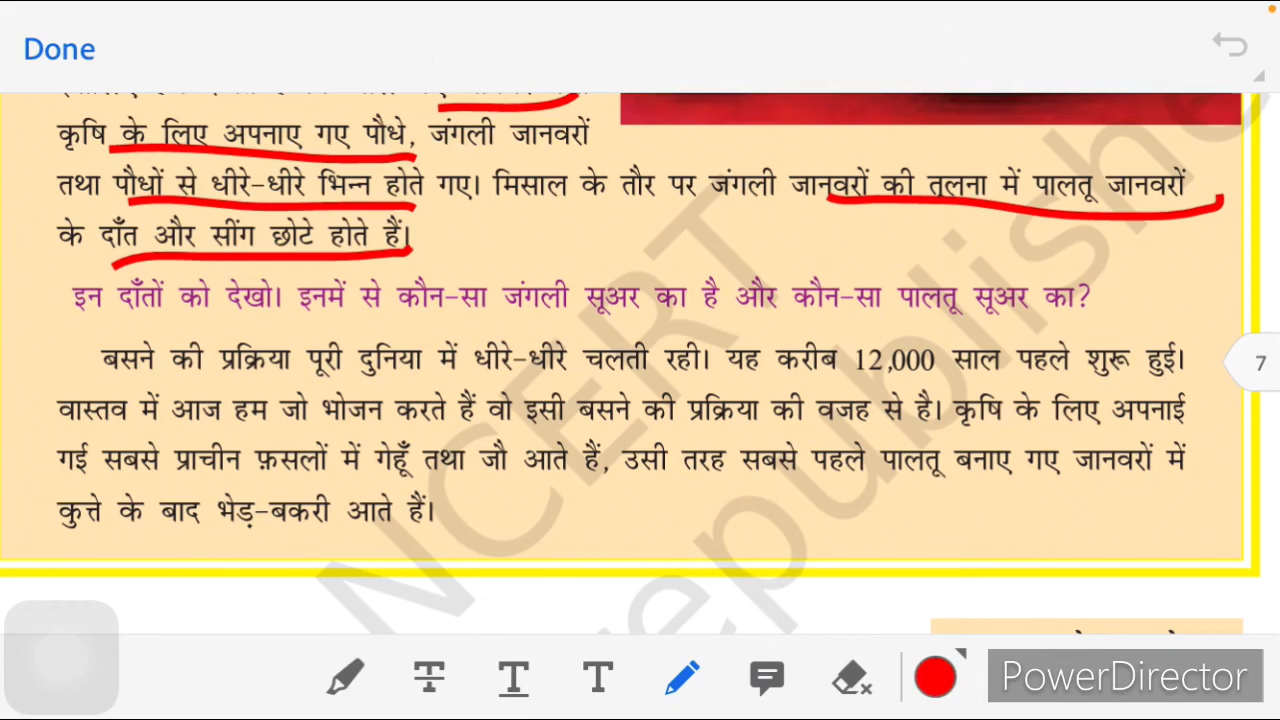 Done
कृषि के लिए अपनाए गए पौधे, जंगली जानवरों
तथा पौधों से धीरे-धीरे भिन्न होते गए। मिसाल के तौर पर जंगली जानवरों की तुलना में पालतू जानवरों
के दाँत और सींग छोटे होते हैं।
इन दाँतों को देखो। इनमें से कौन-सा जंगली सूअर का है और कौन-सा पालतू सूअर का?
बसने की प्रक्रिया पूरी दुनिया में धीरे-धीरे चलती रही। यह करीब 12,000 साल पहले शुरू हुई।
वास्तव में आज हम जो भोजन करते हैं वो इसी बसने की प्रक्रिया की वजह से है। कृषि के लिए अपनाई
गई सबसे प्राचीन फ़सलों में गेहूँ तथा जौ आते हैं, उसी तरह सबसे पहले पालतू बनाए गए जानवरों में
कुत्ते के बाद भेड़-बकरी आते हैं।
7
NCERT
republishe
T T T
PowerDirector